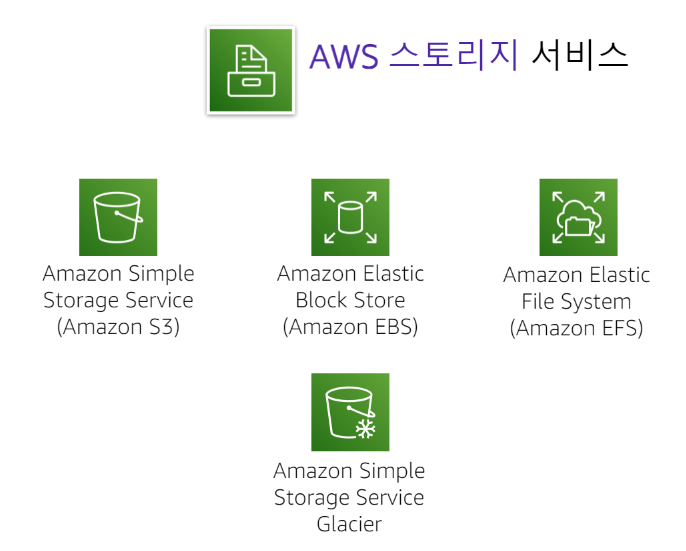 AWS 스토리지 서비스
Amazon Simple
Storage Service
(Amazon S3)
Amazon Elastic
Block Store
(Amazon EBS)
Amazon Elastic
File System
(Amazon EFS)
Amazon Simple
Storage Service
Glacier